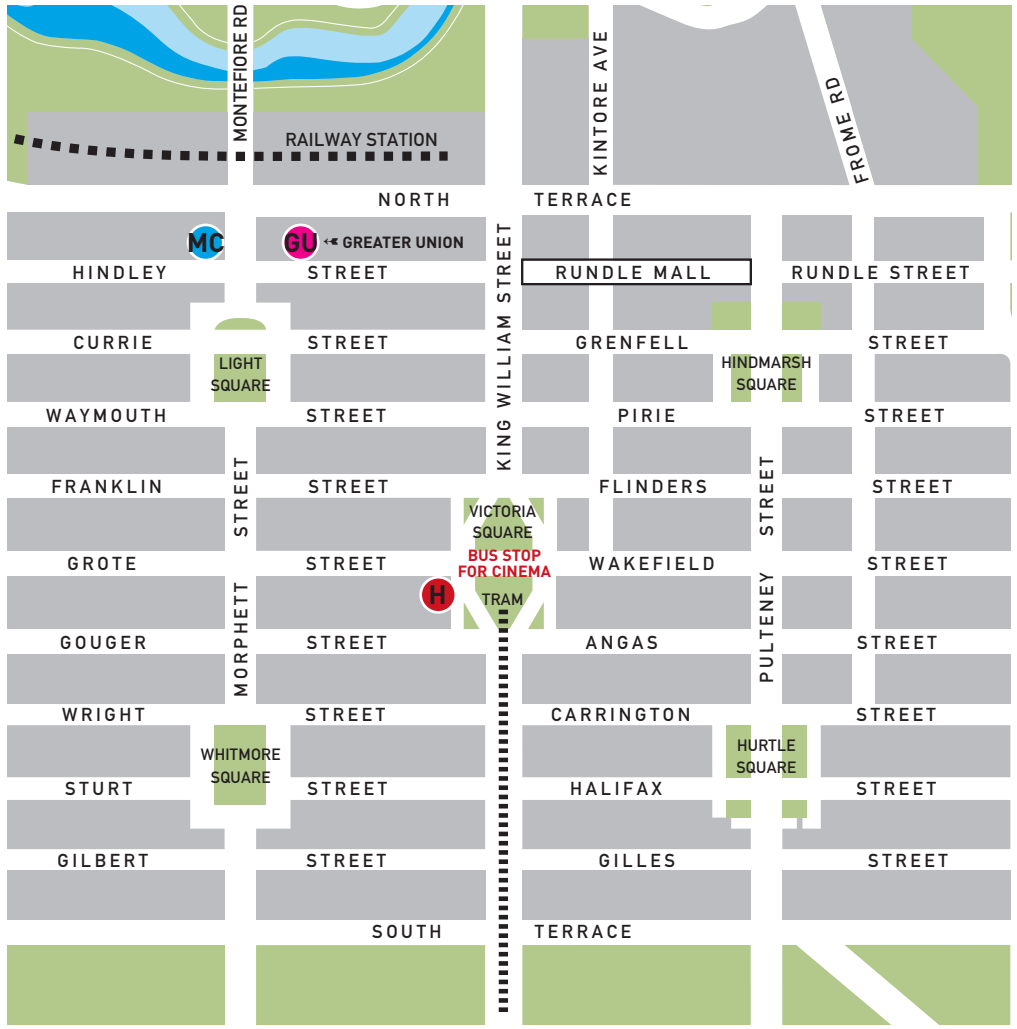 MONTEFIORE RD
KINTORE AVE
FROME RD
RAILWAY STATION
NORTH TERRACE
MC
GU
GREATER UNION
KING WILLIAM STREET
HINDLEY STREET
RUNDLE MALL
RUNDLE STREET
CURRIE STREET
GRENFELL STREET
LIGHT
SQUARE
HINDMARSH
SQUARE
WAYMOUTH STREET
PIRIE STREET
MORPHETT STREET
PULTENEY STREET
FRANKLIN STREET
FLINDERS STREET
VICTORIA
SQUARE
BUS STOP
FOR CINEMA
GROTE STREET
WAKEFIELD STREET
H
TRAM
GOUGER STREET
ANGAS STREET
WRIGHT STREET
CARRINGTON STREET
WHITMORE
SQUARE
HURTLE
SQUARE
STURT STREET
HALIFAX STREET
GILBERT STREET
GILLES STREET
SOUTH TERRACE